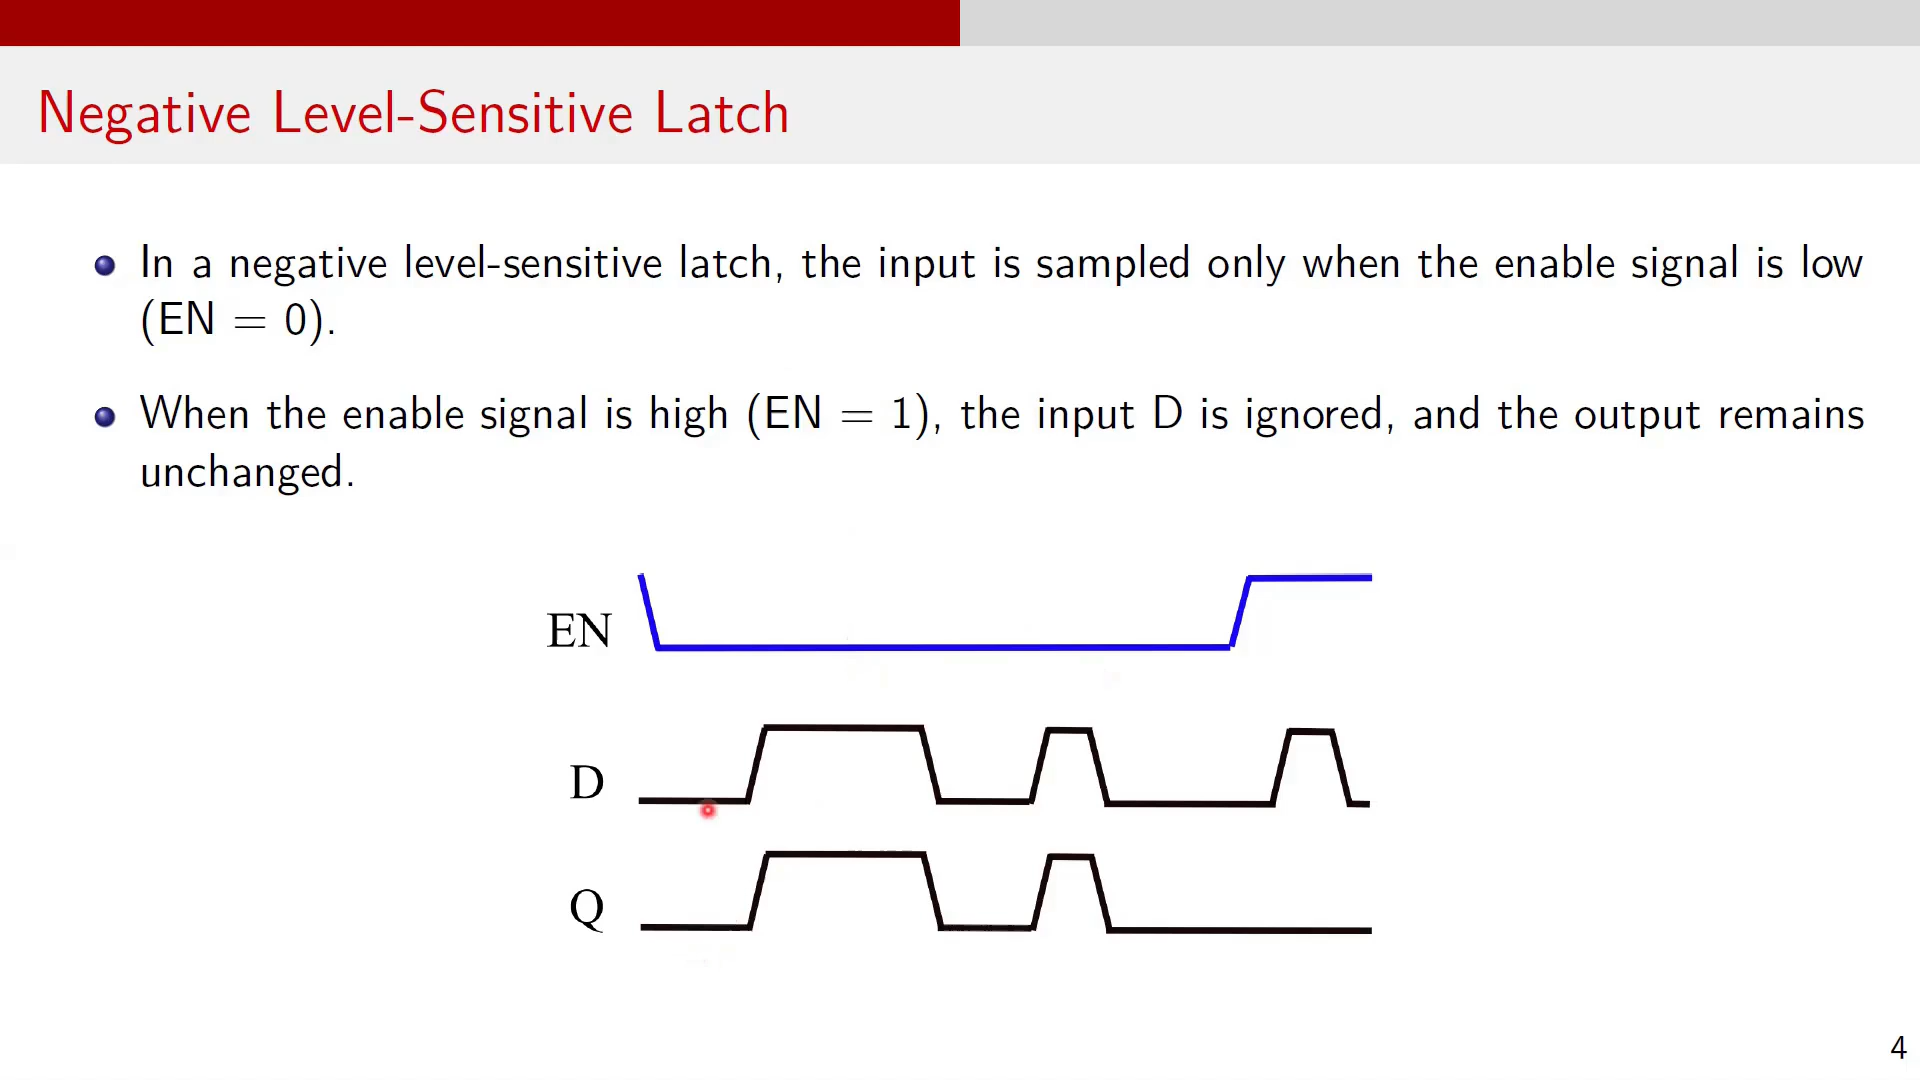 Negative Level-Sensitive Latch
In a negative level-sensitive latch, the input is sampled only when the enable signal is low
(EN = 0).
When the enable signal is high (EN = 1), the input D is ignored, and the output remains
unchanged.
EN
D
Q
4